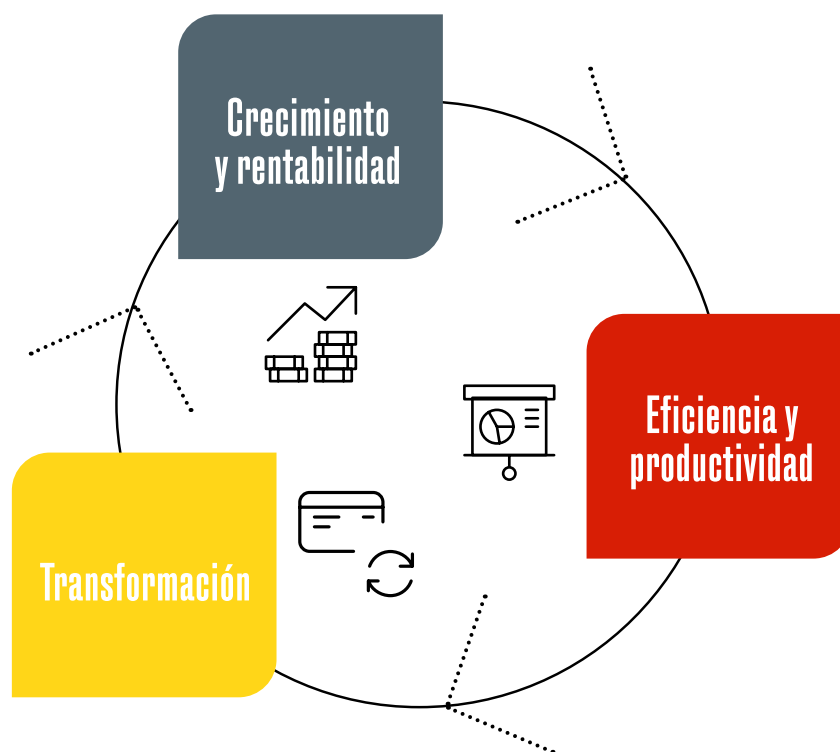 Crecimiento
y rentabilidad
Eficiencia y
productividad
Transformación